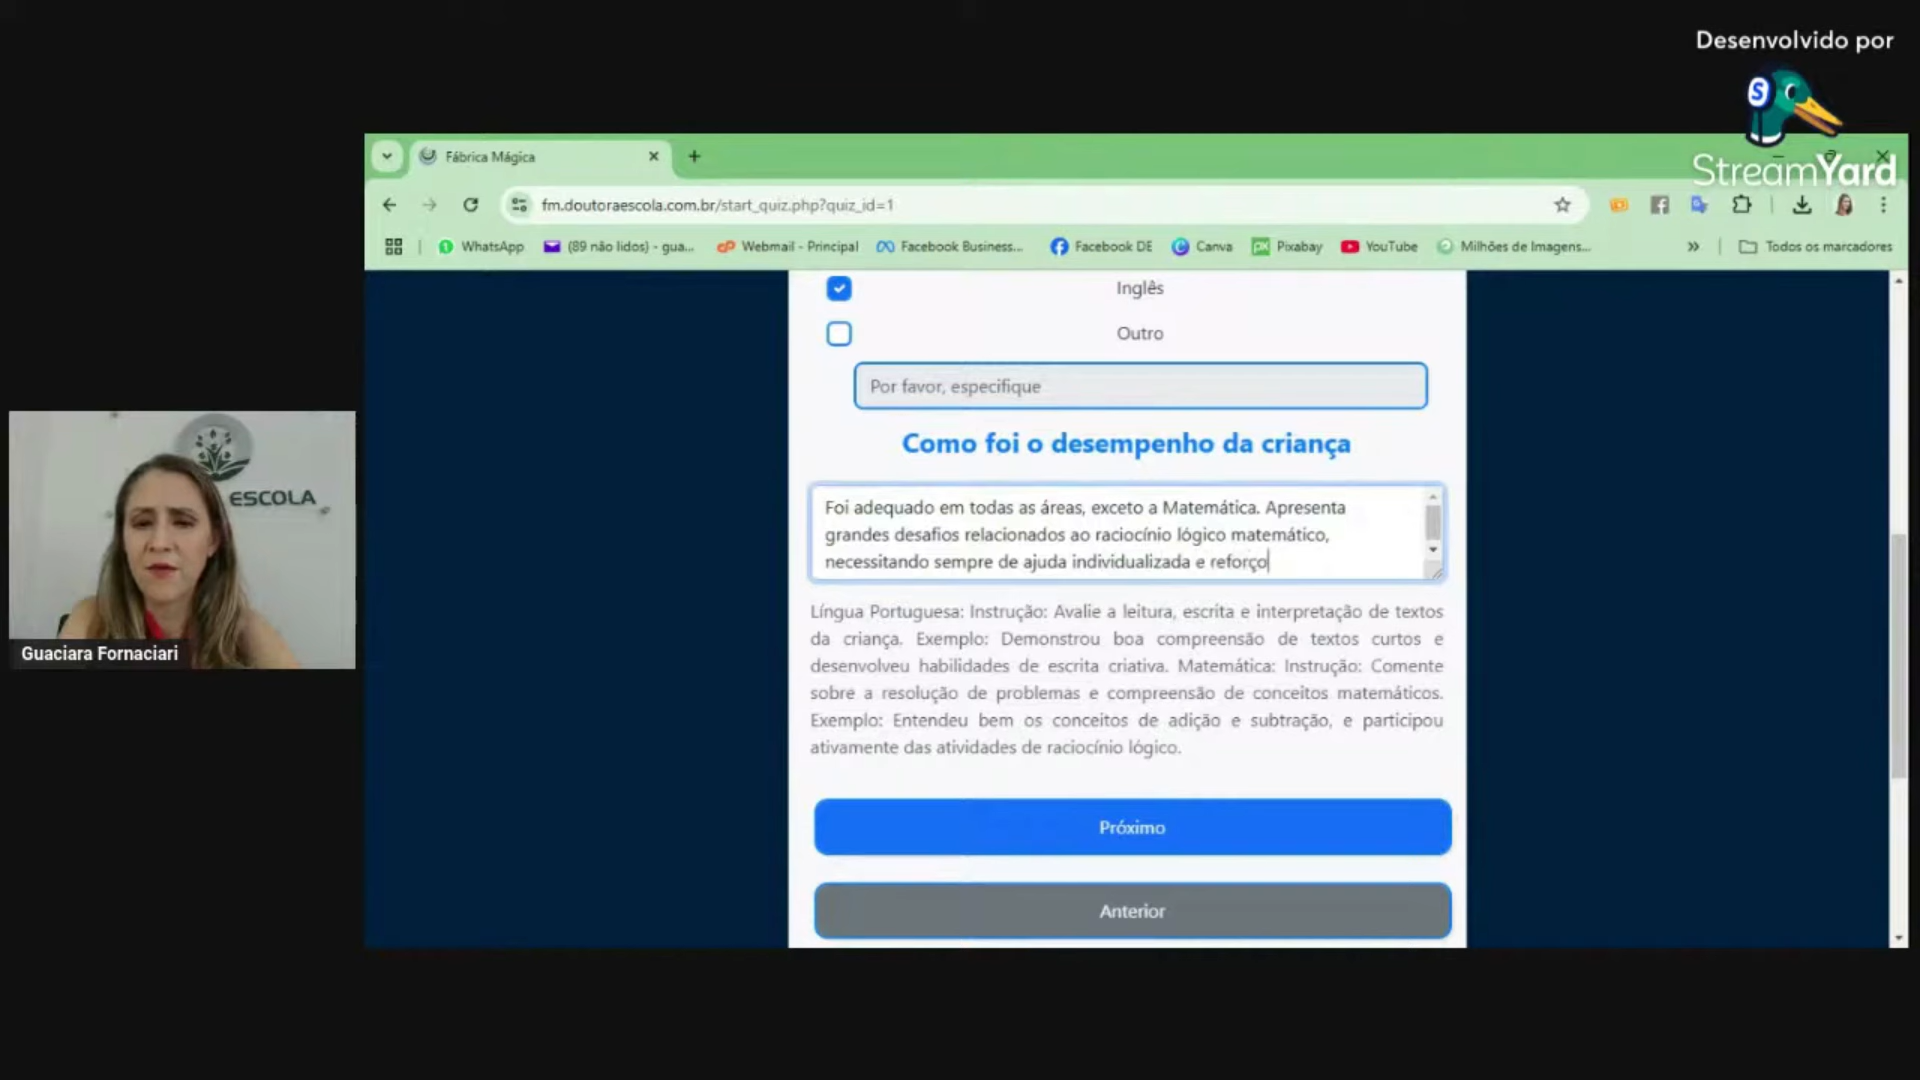 Desenvolvido por
StreamYard
Fábrica Mágica
fm.doutoraescola.com.br/start_quiz.php?quiz_id=1
WhatsApp
(89 não lidos) - gua...
Webmail - Principal
Facebook Business...
Facebook DE
Canva
Pixabay
YouTube
Milhões de Imagens...
»
Todos os marcadores
Inglês
Outro
Por favor, especifique
Como foi o desempenho da criança
Foi adequado em todas as áreas, exceto a Matemática. Apresenta
grandes desafios relacionados ao raciocínio lógico matemático,
necessitando sempre de ajuda individualizada e reforço
Língua Portuguesa: Instrução: Avalie a leitura, escrita e interpretação de textos
da criança. Exemplo: Demonstrou boa compreensão de textos curtos e
desenvolveu habilidades de escrita criativa. Matemática: Instrução: Comente
sobre a resolução de problemas e compreensão de conceitos matemáticos.
Exemplo: Entendeu bem os conceitos de adição e subtração, e participou
ativamente das atividades de raciocínio lógico.
Próximo
Anterior
ESCOLA
Guaciara Fornaciari